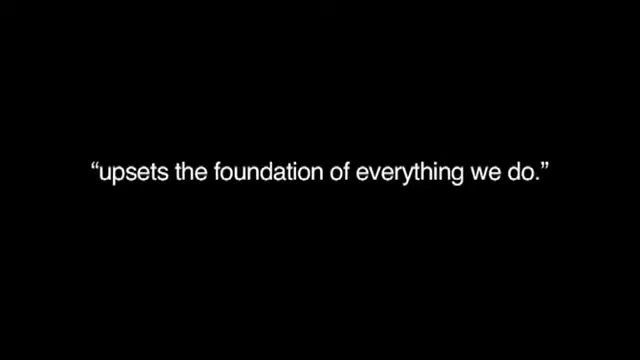 “upsets the foundation of everything we do.”